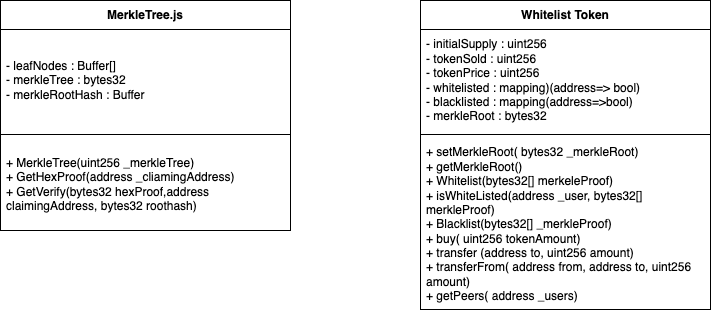 MerkleTree.js
- leafNodes : Buffer[]
- merkleTree : bytes32
- merkleRootHash : Buffer
+ MerkleTree(uint256 _merkleTree)
+ GetHexProof(address _cliamingAddress)
+ GetVerify(bytes32 hexProof,address
claimingAddress, bytes32 roothash)
Whitelist Token
- initialSupply : uint256
- tokenSold : uint256
- tokenPrice : uint256
- whitelisted : mapping)(address=> bool)
- blacklisted : mapping(address=>bool)
- merkleRoot : bytes32
+ setMerkleRoot( bytes32 _merkleRoot)
+ getMerkleRoot()
+ Whitelist(bytes32[] merkeleProof)
+ isWhiteListed(address _user, bytes32[]
merkleProof)
+ Blacklist(bytes32[] _merkleProof)
+ buy( uint256 tokenAmount)
+ transfer (address to, uint256 amount)
+ transferFrom( address from, address to, uint256
amount)
+ getPeers( address _users)